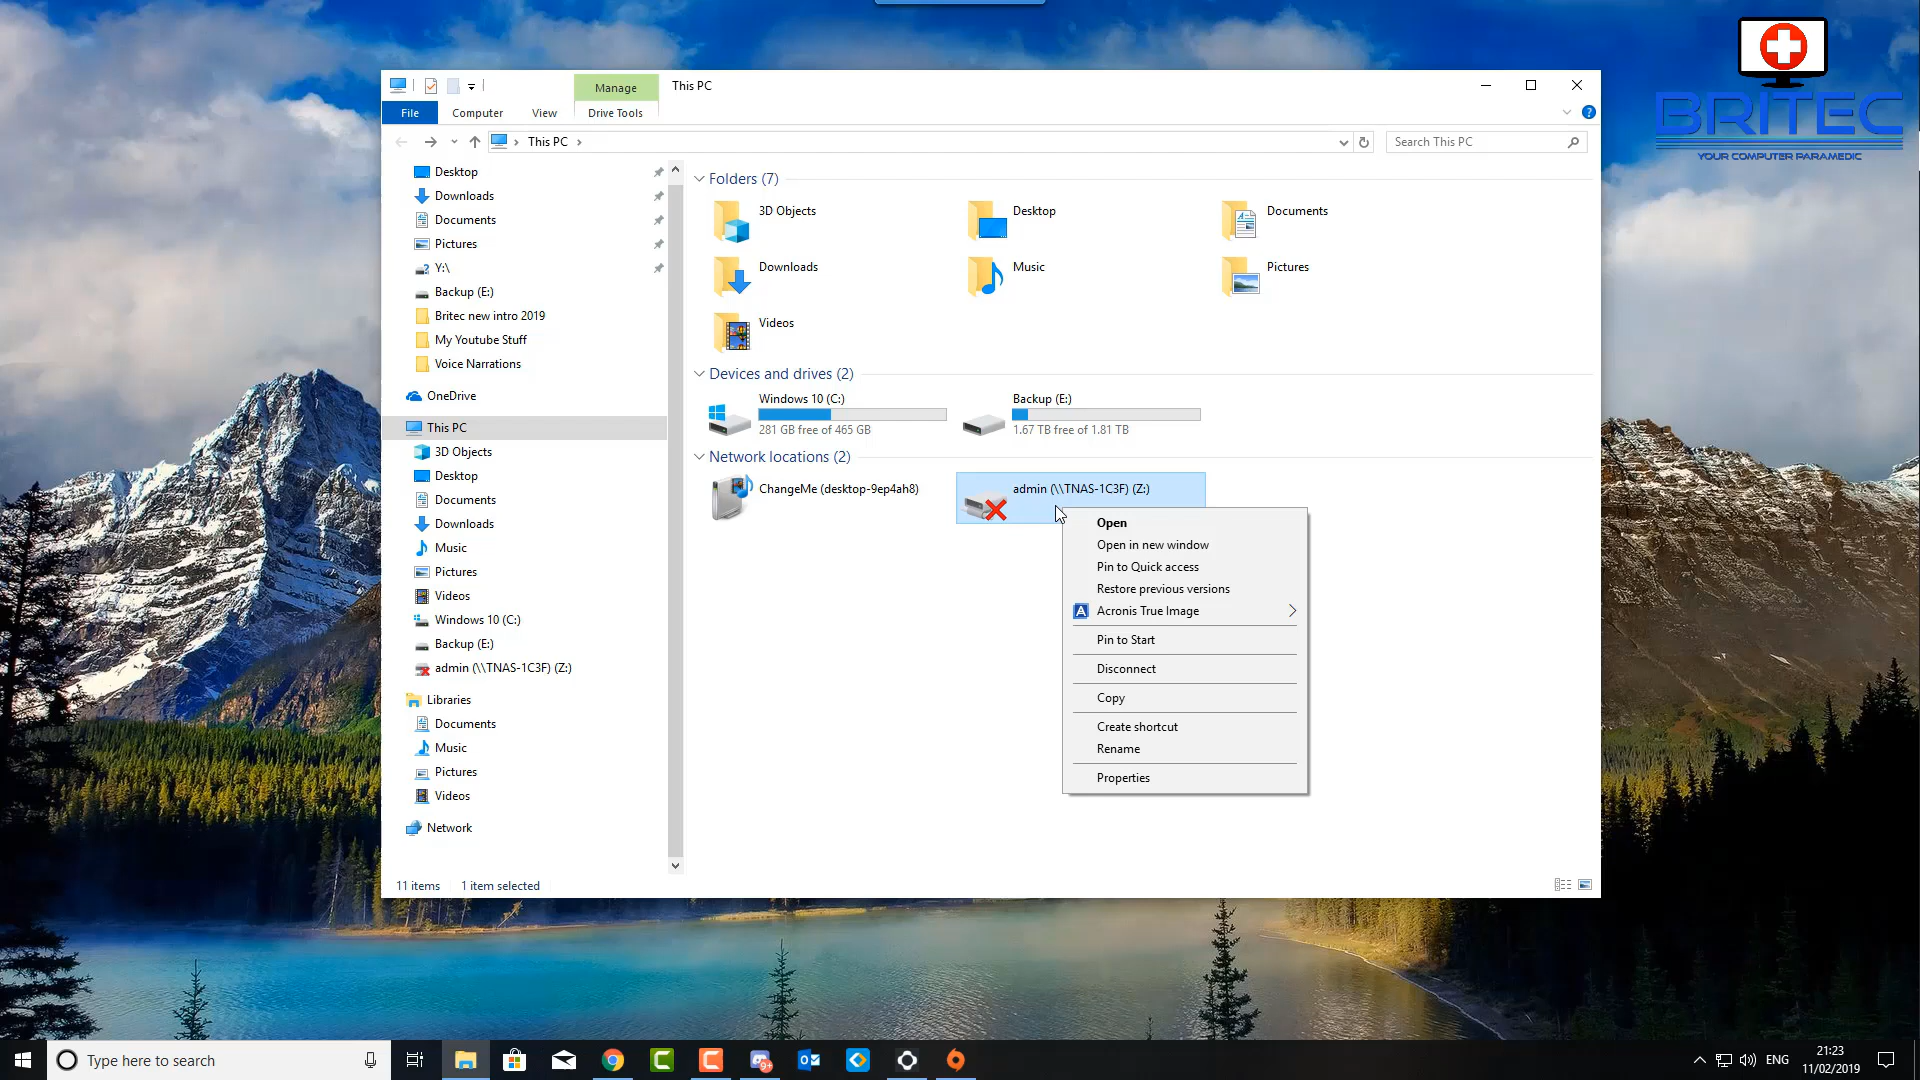 BRITEC
YOUR COMPUTER PARAMEDIC
Manage
This PC
File
Computer
View
Drive Tools
This PC
Search This PC
Desktop
Downloads
Documents
Pictures
Y:\
Backup (E:)
Britec new intro 2019
My Youtube Stuff
Voice Narrations
OneDrive
This PC
3D Objects
Desktop
Documents
Downloads
Music
Pictures
Videos
Windows 10 (C:)
Backup (E:)
admin (\\TNAS-1C3F) (Z:)
Libraries
Documents
Music
Pictures
Videos
Network
Folders (7)
3D Objects
Desktop
Documents
Downloads
Music
Pictures
Videos
Devices and drives (2)
Windows 10 (C:)
281 GB free of 465 GB
Backup (E:)
1.67 TB free of 1.81 TB
Network locations (2)
ChangeMe (desktop-9ep4ah8)
admin (\\TNAS-1C3F) (Z:)
Open
Open in new window
Pin to Quick access
Restore previous versions
A Acronis True Image
Pin to Start
Disconnect
Copy
Create shortcut
Rename
Properties
11 items
1 item selected
Type here to search
ENG
21:23
11/02/2019